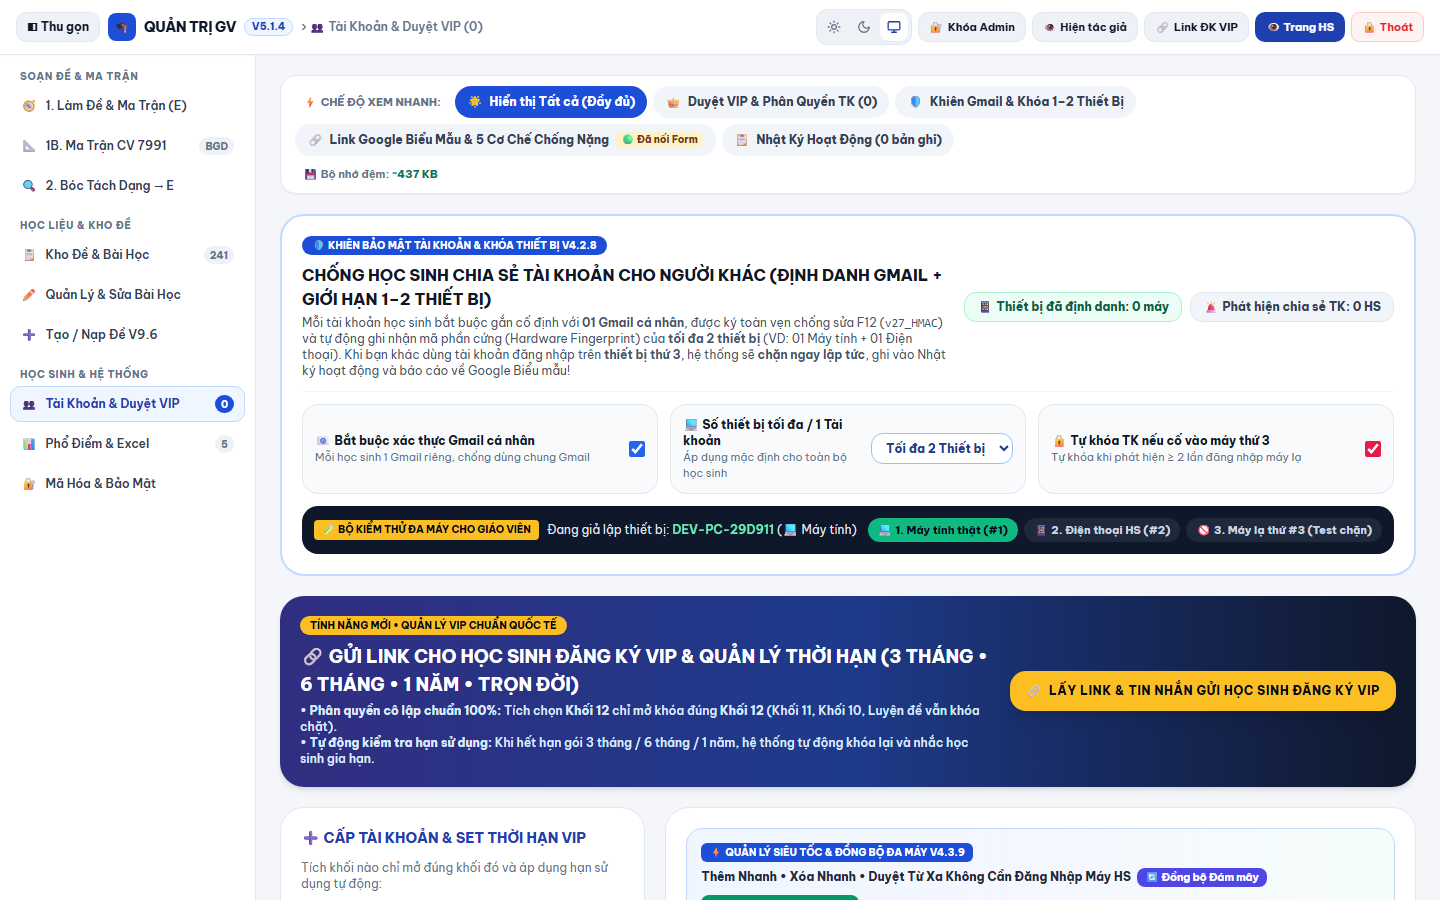 Thu gọn
QUẢN TRỊ GV V5.1.4 › Tài Khoản & Duyệt VIP (0)
Khóa Admin
Hiện tác giả
Link ĐK VIP
Trang HS
Thoát
SOẠN ĐỀ & MA TRẬN
1. Làm Đề & Ma Trận (E)
1B. Ma Trận CV 7991 BGD
2. Bóc Tách Dạng → E
HỌC LIỆU & KHO ĐỀ
Kho Đề & Bài Học 241
Quản Lý & Sửa Bài Học
Tạo / Nạp Đề V9.6
HỌC SINH & HỆ THỐNG
Tài Khoản & Duyệt VIP 0
Phổ Điểm & Excel 5
Mã Hóa & Bảo Mật
CHẾ ĐỘ XEM NHANH:
Hiển thị Tất cả (Đầy đủ)
Duyệt VIP & Phân Quyền TK (0)
Khiên Gmail & Khóa 1–2 Thiết Bị
Link Google Biểu Mẫu & 5 Cơ Chế Chống Nặng Đã nối Form
Nhật Ký Hoạt Động (0 bản ghi)
Bộ nhớ đệm: ~437 KB
KHIÊN BẢO MẬT TÀI KHOẢN & KHÓA THIẾT BỊ V4.2.8
CHỐNG HỌC SINH CHIA SẺ TÀI KHOẢN CHO NGƯỜI KHÁC (ĐỊNH DANH GMAIL +
GIỚI HẠN 1–2 THIẾT BỊ)
Mỗi tài khoản học sinh bắt buộc gắn cố định với 01 Gmail cá nhân, được ký toàn vẹn chống sửa F12 (v27_HMAC)
và tự động ghi nhận mã phần cứng (Hardware Fingerprint) của tối đa 2 thiết bị (VD: 01 Máy tính + 01 Điện
thoại). Khi bạn khác dùng tài khoản đăng nhập trên thiết bị thứ 3, hệ thống sẽ chặn ngay lập tức, ghi vào Nhật
ký hoạt động và báo cáo về Google Biểu mẫu!
Thiết bị đã định danh: 0 máy
Phát hiện chia sẻ TK: 0 HS
Bắt buộc xác thực Gmail cá nhân
Mỗi học sinh 1 Gmail riêng, chống dùng chung Gmail
Số thiết bị tối đa / 1 Tài
khoản
Áp dụng mặc định cho toàn bộ
học sinh
Tối đa 2 Thiết bị
Tự khóa TK nếu cố vào máy thứ 3
Tự khóa khi phát hiện ≥ 2 lần đăng nhập máy lạ
BỘ KIỂM THỬ ĐA MÁY CHO GIÁO VIÊN
Đang giả lập thiết bị: DEV-PC-29D911 ( Máy tính)
1. Máy tính thật (#1)
2. Điện thoại HS (#2)
3. Máy lạ thứ #3 (Test chặn)
TÍNH NĂNG MỚI • QUẢN LÝ VIP CHUẨN QUỐC TẾ
GỬI LINK CHO HỌC SINH ĐĂNG KÝ VIP & QUẢN LÝ THỜI HẠN (3 THÁNG •
6 THÁNG • 1 NĂM • TRỌN ĐỜI)
• Phân quyền cô lập chuẩn 100%: Tích chọn Khối 12 chỉ mở khóa đúng Khối 12 (Khối 11, Khối 10, Luyện đề vẫn khóa
chặt).
• Tự động kiểm tra hạn sử dụng: Khi hết hạn gói 3 tháng / 6 tháng / 1 năm, hệ thống tự động khóa lại và nhắc học
sinh gia hạn.
LẤY LINK & TIN NHẮN GỬI HỌC SINH ĐĂNG KÝ VIP
CẤP TÀI KHOẢN & SET THỜI HẠN VIP
Tích khối nào chỉ mở đúng khối đó và áp dụng hạn sử
dụng tự động:
QUẢN LÝ SIÊU TỐC & ĐỒNG BỘ ĐA MÁY V4.3.9
Thêm Nhanh • Xóa Nhanh • Duyệt Từ Xa Không Cần Đăng Nhập Máy HS
Đồng bộ Đám mây